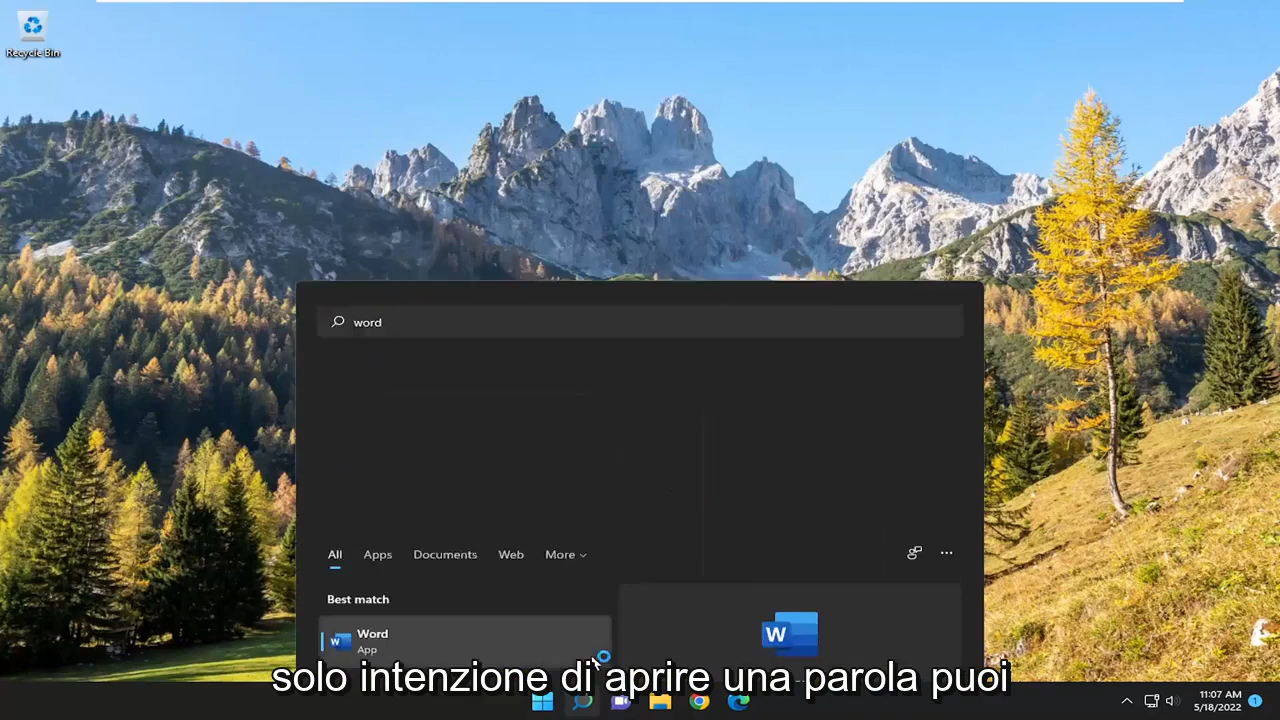 Recycle Bin
word
All Apps Documents Web More
Best match
Word
App
W
W
solo intenzione di aprire una parola puoi
11:07 AM
5/18/2022
1